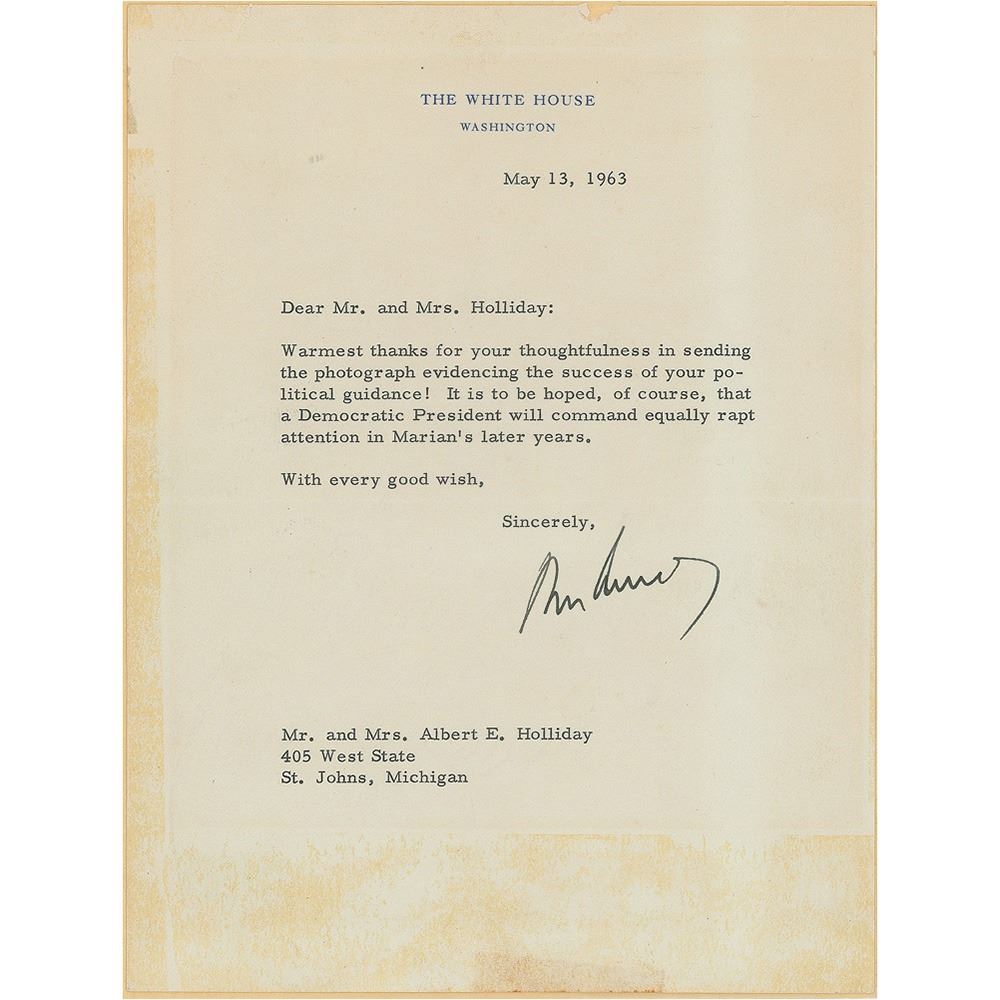 THE WHITE HOUSE
WASHINGTON
May 13, 1963
Dear Mr. and Mrs. Holliday:
Warmest thanks for your thoughtfulness in sending
the photograph evidencing the success of your po-
litical guidance! It is to be hoped, of course, that
a Democratic President will command equally rapt
attention in Marian's later years.
With every good wish,
Sincerely,
Mr. and Mrs. Albert E. Holliday
405 West State
St. Johns, Michigan